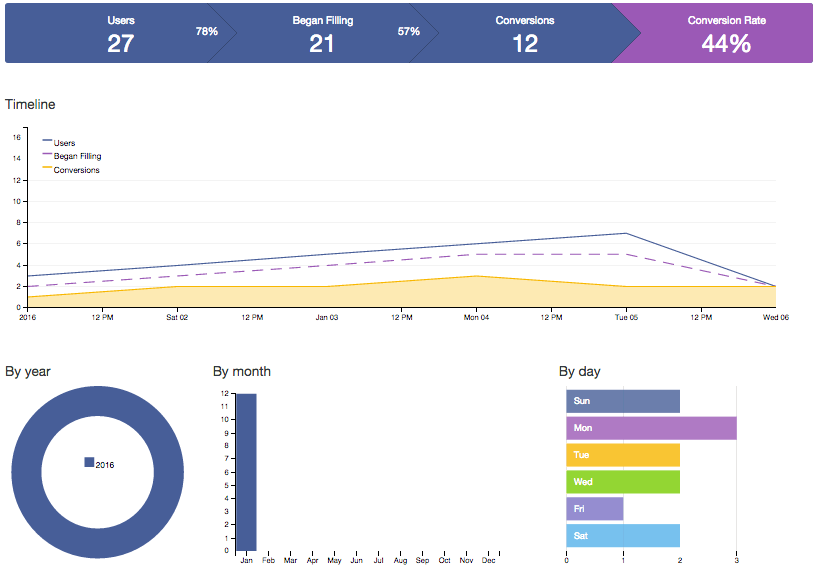 Users
27
78%
Began Filling
21
57%
Conversions
12
Conversion Rate
44%
Timeline
16
14
12
10
8
6
4
2
0
Users
Began Filling
Conversions
2016 12 PM Sat 02 12 PM Jan 03 12 PM Mon 04 12 PM Tue 05 12 PM Wed 06
By year
2016
By month
12
11
10
9
8
7
6
5
4
3
2
1
0
Jan Feb Mar Apr May Jun Jul Aug Sep Oct Nov Dec
By day
Sun
Mon
Tue
Wed
Fri
Sat
0 1 2 3